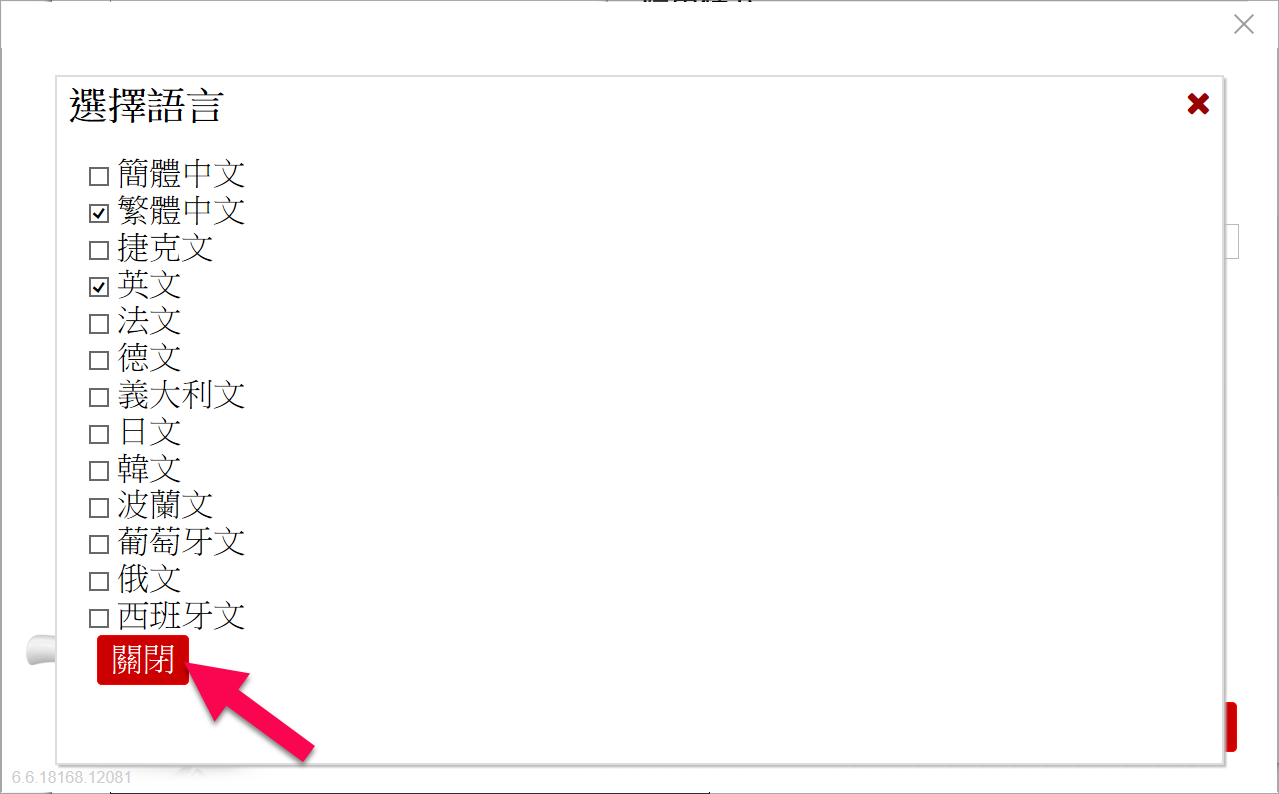 選擇語言
簡體中文
繁體中文
捷克文
英文
法文
德文
義大利文
日文
韓文
波蘭文
葡萄牙文
俄文
西班牙文
關閉
6.6.18168.12081